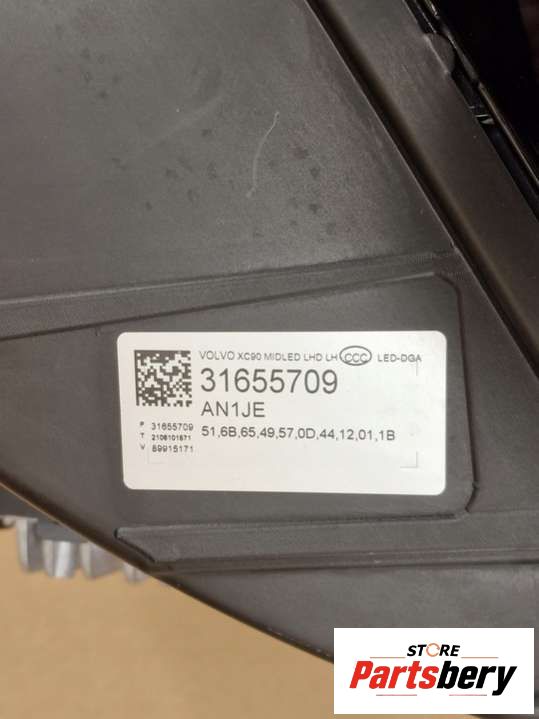 VOLVO XC90 MIDLED LHD LH CCC LED-DGA
31655709
AN1JE
P 31655709
T 2106101671
V 89915171
51,6B,65,49,57,0D,44,12,01,1B
STORE
Partsbery